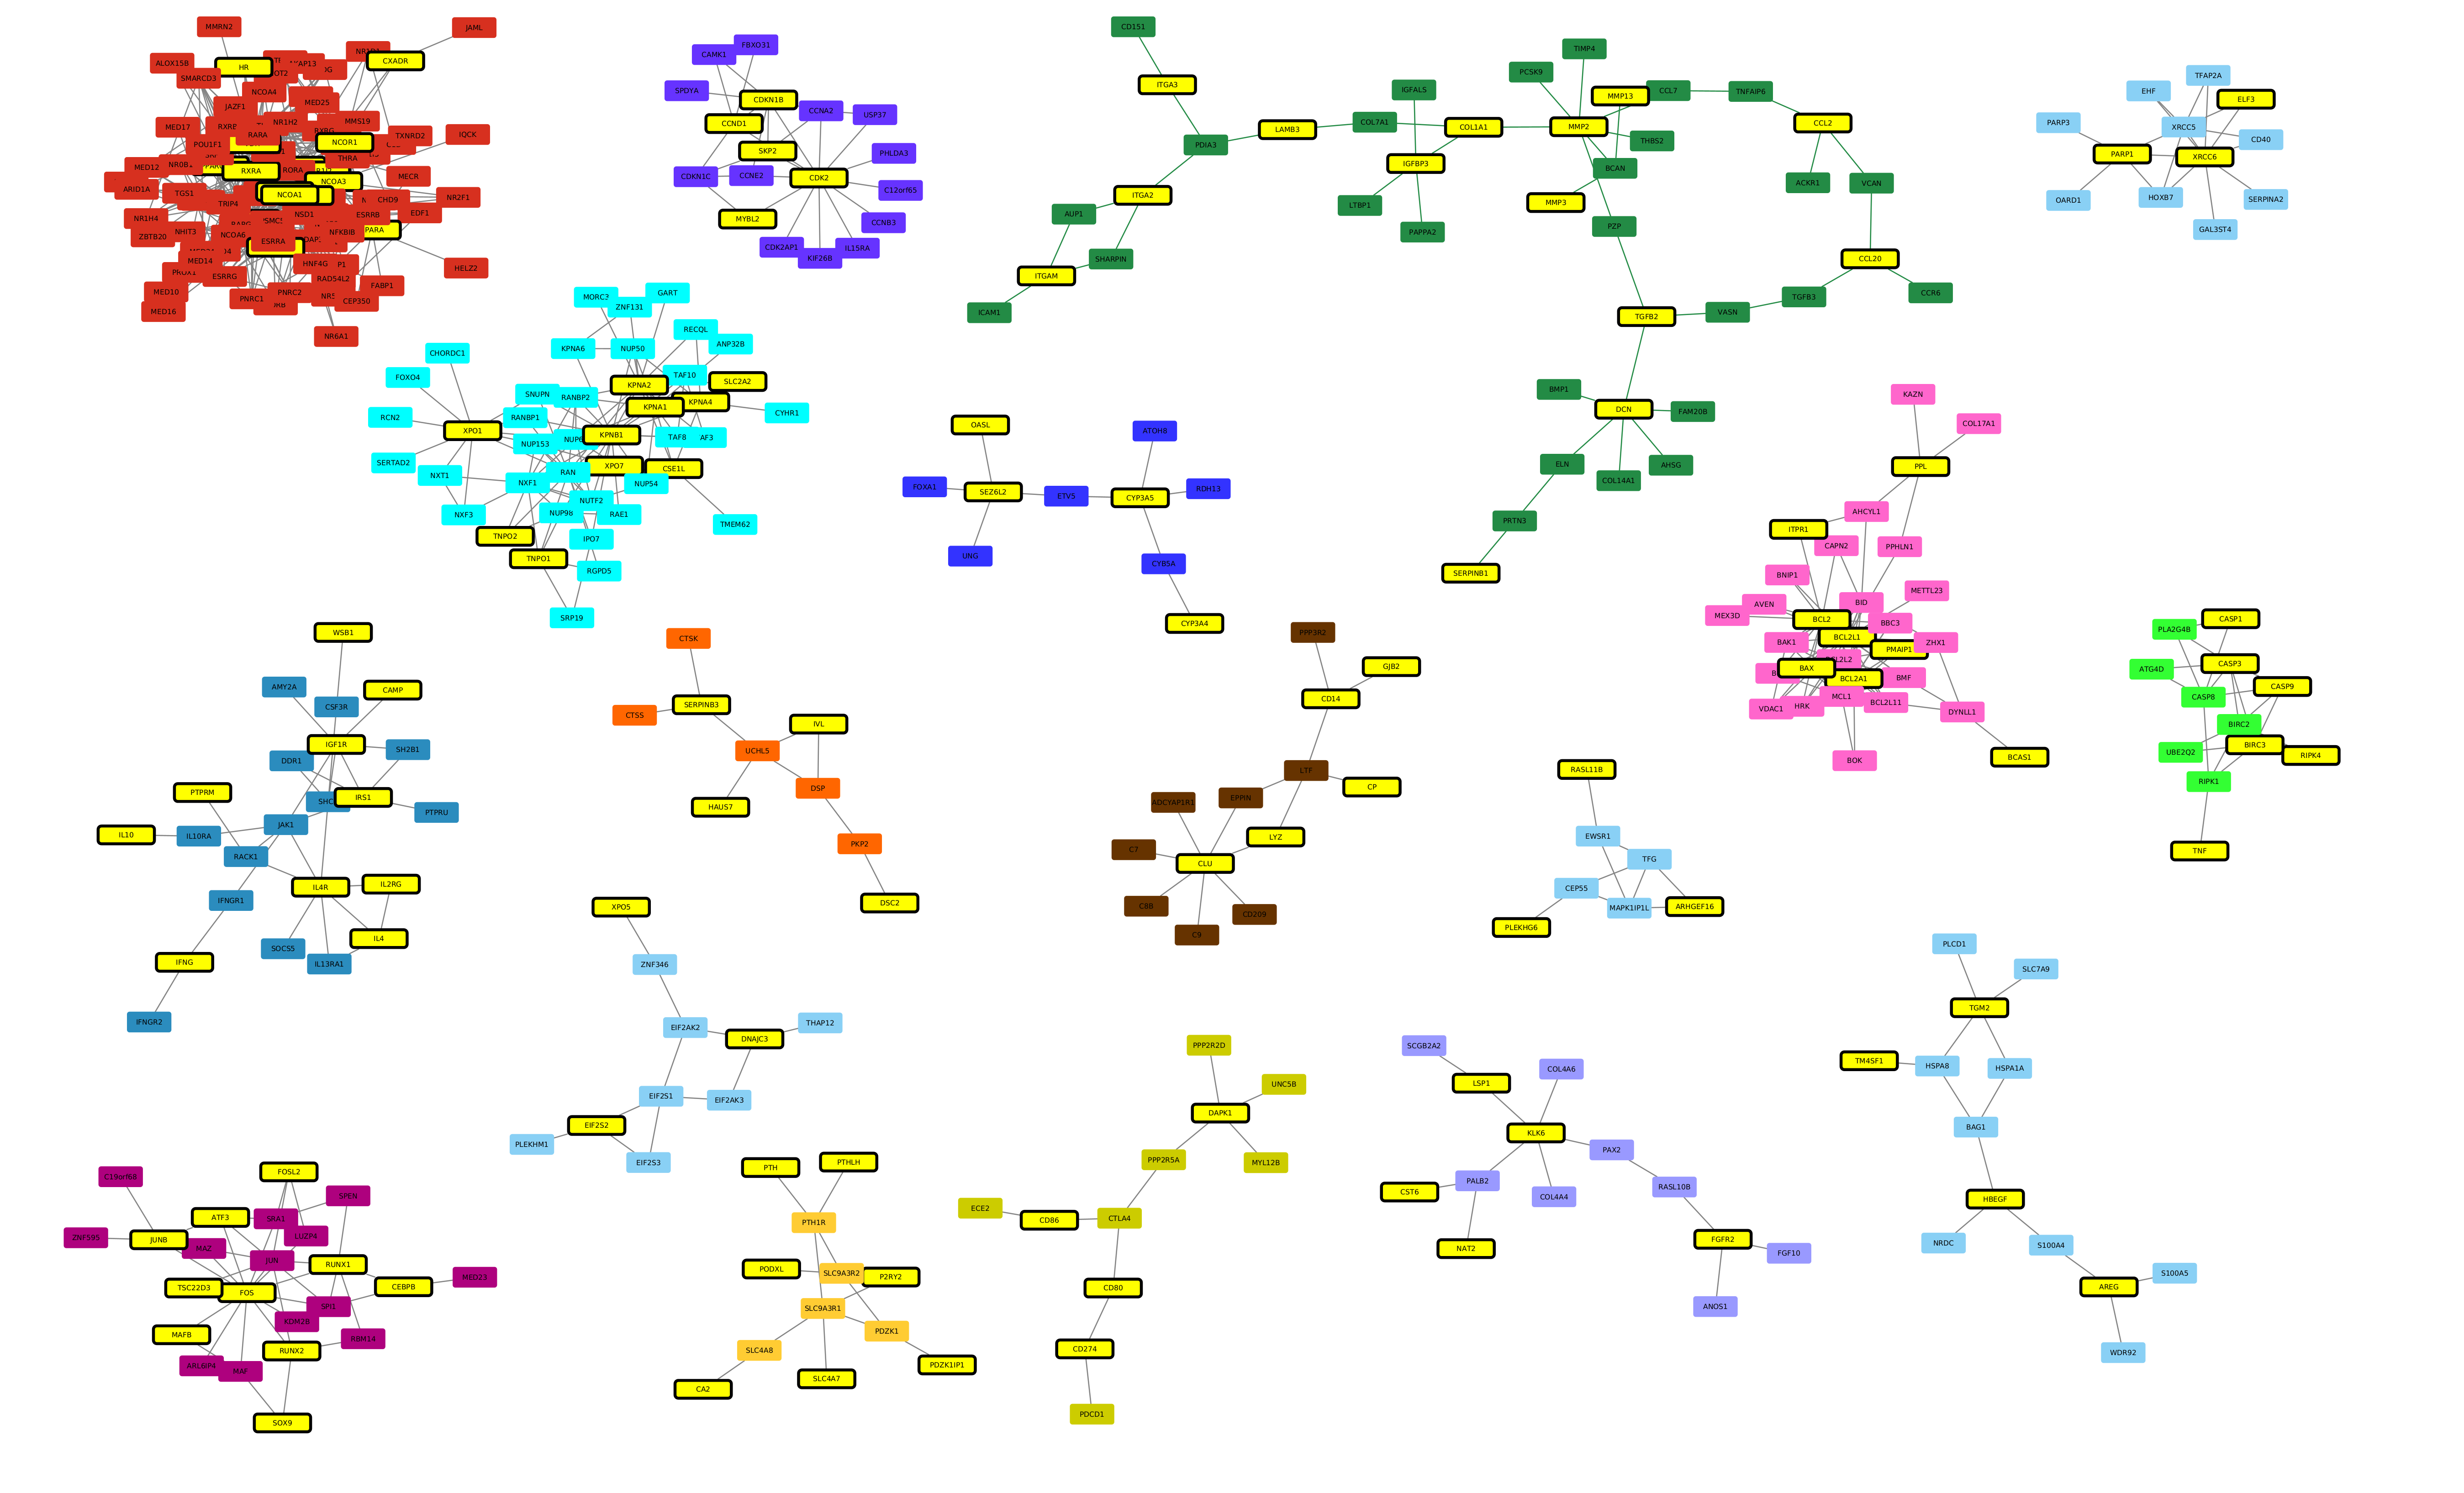 MMRN2
JAML
ALOX15B
HR
CXADR
SMARCD3
NCOA4
JAZF1
MED25
MED17
RXRB
NR1H2
MMS19
RARA
TXNRD2
IQCK
POU1F1
NCOR1
MED12
THRA
RXRA
RORA
MECR
ARID1A
NCOA3
TGS1
NCOA1
CHD9
NR2F1
TRIP4
NSD1
ESRRB
EDF1
NR1H4
NFKBIB
PARA
ZBTB20
NCOA6
ESRRA
MED14
HNF4G
HELZ2
ESRRG
RAD54L2
FABP1
MED10
PNRC1
PNRC2
CEP350
MED16
NR6A1
FBXO31
CAMK1
SPDYA
CDKN1B
CCNA2
USP37
CCND1
SKP2
PHLDA3
CDKN1C
CCNE2
CDK2
C12orf65
MYBL2
CCNB3
CDK2AP1
IL15RA
KIF26B
CD151
ITGA3
PDIA3
LAMB3
COL7A1
IGFALS
COL1A1
IGFBP3
LTBP1
PAPPA2
ITGA2
AUP1
SHARPIN
ITGAM
ICAM1
TIMP4
PCSK9
MMP13
CCL7
TNFAIP6
MMP2
THBS2
BCAN
MMP3
PZP
CCL2
ACKR1
VCAN
CCL20
TGFB3
CCR6
VASN
TGFB2
BMP1
DCN
FAM20B
ELN
COL14A1
AHSG
PRTN3
SERPINB1
TFAP2A
EHF
ELF3
PARP3
XRCC5
CD40
PARP1
XRCC6
OARD1
HOXB7
SERPINA2
GAL3ST4
MORC3
GART
ZNF131
RECQL
CHORDC1
KPNA6
NUP50
ANP32B
FOXO4
TAF10
SLC2A2
SNUPN
RANBP2
KPNA2
RCN2
RANBP1
KPNA1
KPNA4
CYHR1
XPO1
NUP153
KPNB1
TAF8
AF3
SERTAD2
NXT1
RAN
XPO7
CSE1L
NXF1
NUP54
NXF3
NUTF2
NUP98
RAE1
TMEM62
TNPO2
IPO7
TNPO1
RGPD5
SRP19
OASL
FOXA1
SEZ6L2
UNG
ETV5
ATOH8
CYP3A5
RDH13
CYB5A
CYP3A4
KAZN
COL17A1
PPL
AHCYL1
ITPR1
CAPN2
PPHLN1
BNIP1
METTL23
AVEN
BID
MEX3D
BCL2
BBC3
BAK1
BCL2L1
PMAIP1
ZHX1
BAX
BCL2A1
BMF
MCL1
VDAC1
HRK
BCL2L11
DYNLL1
BOK
BCAS1
CASP1
PLA2G4B
ATG4D
CASP3
CASP8
CASP9
BIRC2
UBE2Q2
BIRC3
RIPK4
RIPK1
TNF
WSB1
AMY2A
CAMP
CSF3R
IGF1R
SH2B1
DDR1
PTPRM
IRS1
PTPRU
IL10
IL10RA
JAK1
RACK1
IL4R
IL2RG
IFNGR1
IL4
SOCS5
IL13RA1
IFNG
IFNGR2
CTSK
SERPINB3
CTSS
IVL
UCHL5
DSP
HAUS7
PKP2
DSC2
PPP3R2
GJB2
CD14
LTF
CP
ADCYAP1R1
EPPIN
LYZ
C7
CLU
C8B
CD209
C9
RASL11B
EWSR1
TFG
CEP55
MAPK1IP1L
ARHGEF16
PLEKHG6
XPO5
ZNF346
EIF2AK2
DNAJC3
THAP12
EIF2S1
EIF2AK3
EIF2S2
PLEKHM1
EIF2S3
PLCD1
SLC7A9
TGM2
TM4SF1
HSPA8
HSPA1A
BAG1
HBEGF
NRDC
S100A4
AREG
S100A5
WDR92
PPP2R2D
UNC5B
DAPK1
PPP2R5A
MYL12B
ECE2
CD86
CTLA4
CD80
CD274
PDCD1
SCGB2A2
LSP1
COL4A6
KLK6
PAX2
CST6
PALB2
COL4A4
RASL10B
NAT2
FGFR2
FGF10
ANOS1
C19orf68
FOSL2
SPEN
ATF3
SRA1
ZNF595
JUNB
MAZ
LUZP4
JUN
RUNX1
TSC22D3
FOS
CEBPB
MED23
SPI1
KDM2B
MAFB
RUNX2
RBM14
ARL6IP4
MAF
SOX9
PTH
PTHLH
PTH1R
PODXL
SLC9A3R2
P2RY2
SLC9A3R1
PDZK1
SLC4A8
PDZK1IP1
CA2
SLC4A7